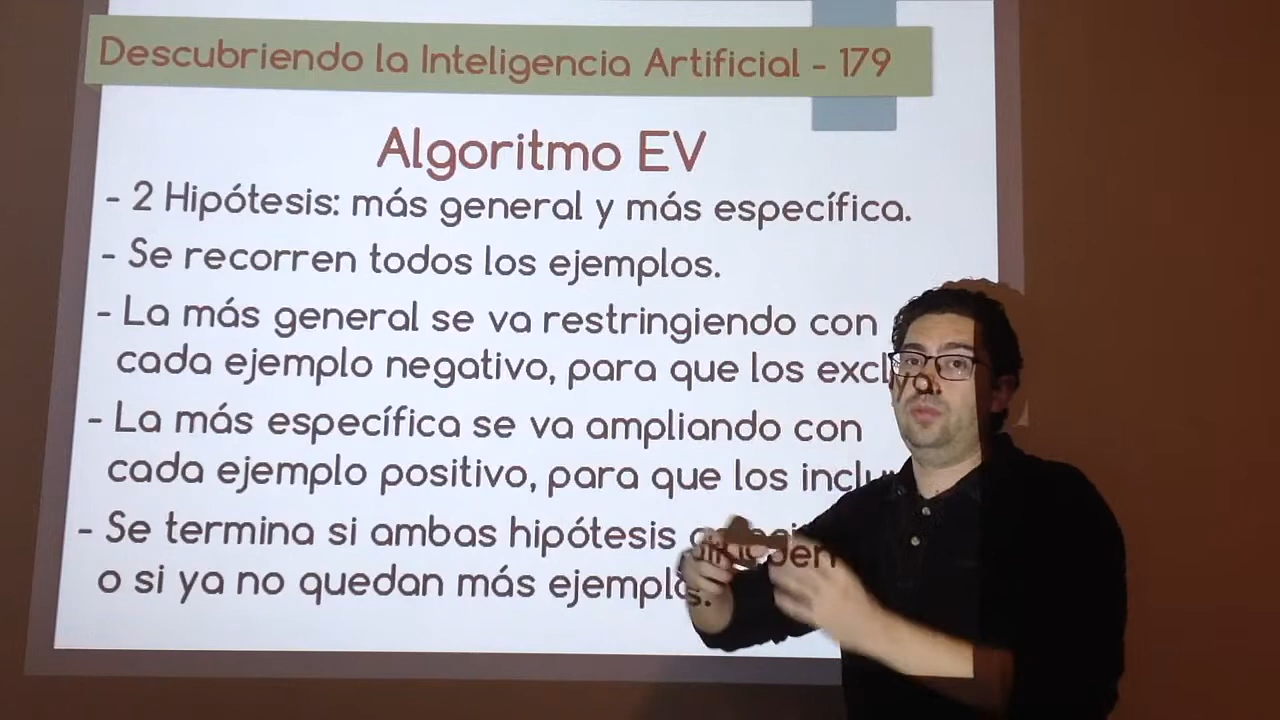 Descubriendo la Inteligencia Artificial - 179
Algoritmo EV
- 2 Hipótesis: más general y más específica.
- Se recorren todos los ejemplos.
- La más general se va restringiendo con
cada ejemplo negativo, para que los excluya.
- La más específica se va ampliando con
cada ejemplo positivo, para que los
- Se termina si ambas hipótesis
o si ya no quedan más ejemplos.